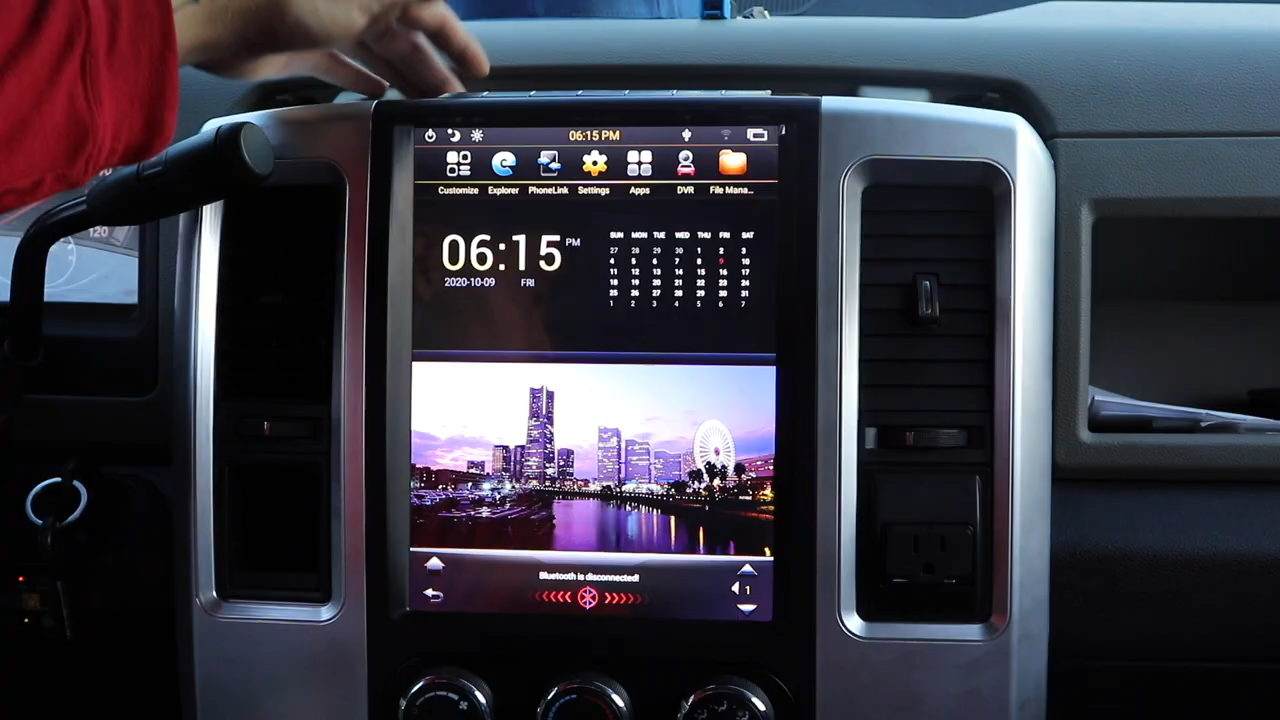 06:15 PM
Customize Explorer PhoneLink Settings Apps DVR File Mana...
06:15 PM
2020-10-09 FRI
SUN MON TUE WED THU FRI SAT
27 28 29 30 1 2 3
4 5 6 7 8 9 10
11 12 13 14 15 16 17
18 19 20 21 22 23 24
25 26 27 28 29 30 31
1 2 3 4 5 6 7
Bluetooth is disconnected!
1
120